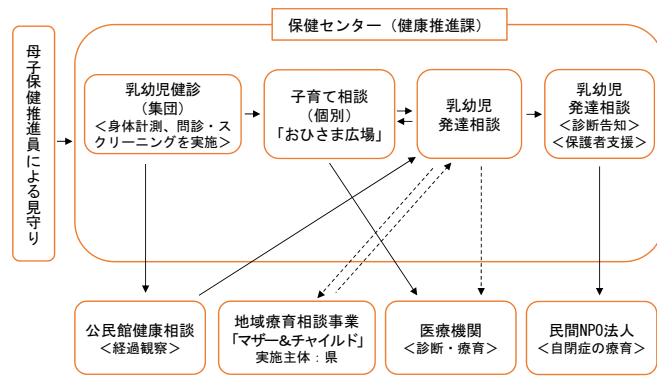 保健センター（健康推進課）
母子保健推進員による見守り
乳幼児健診
（集団）
＜身体計測、問診・ス
クリーニングを実施＞
子育て相談
（個別）
「おひさま広場」
乳幼児
発達相談
乳幼児
発達相談
＜診断告知＞
＜保護者支援＞
公民館健康相談
＜経過観察＞
地域療育相談事業
「マザー&チャイルド」
実施主体：県
医療機関
＜診断・療育＞
民間NPO法人
＜自閉症の療育＞